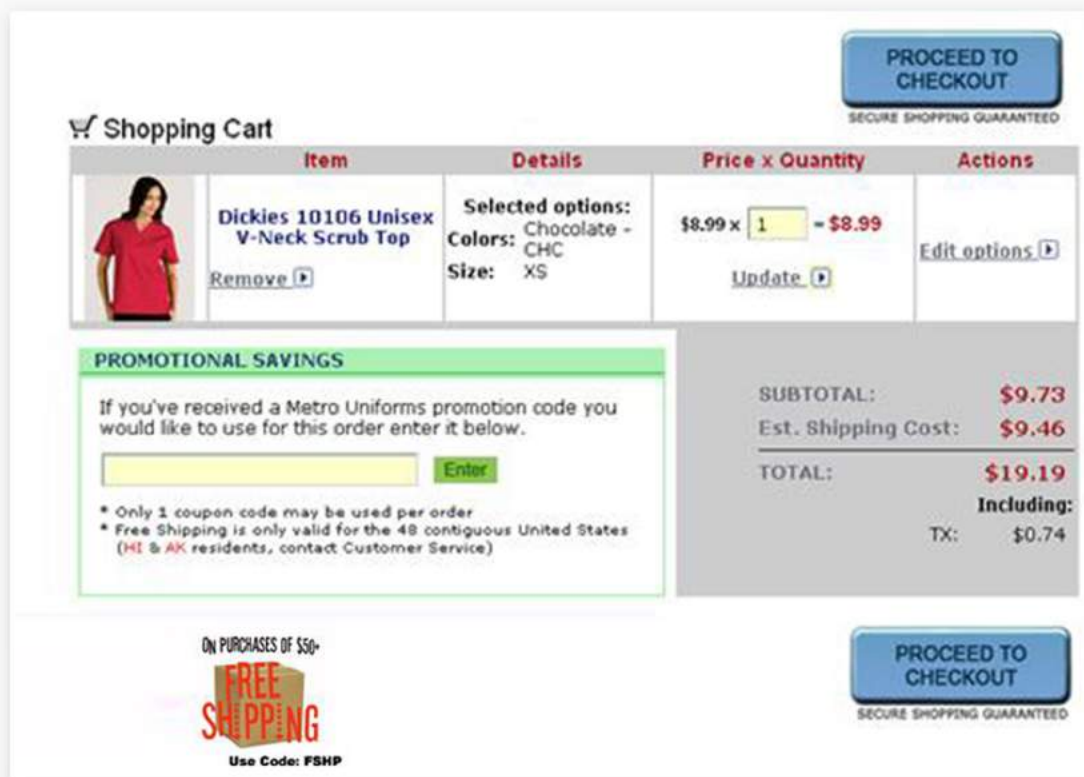 PROCEED TO
CHECKOUT
SECURE SHOPPING GUARANTEED
Shopping Cart
Item Details Price x Quantity Actions
Dickies 10106 Unisex
V-Neck Scrub Top
Remove
Selected options:
Colors: Chocolate -
CHC
Size: XS
$8.99 x 1 = $8.99
Update
Edit options
PROMOTIONAL SAVINGS
If you've received a Metro Uniforms promotion code you
would like to use for this order enter it below.
Enter
* Only 1 coupon code may be used per order
* Free Shipping is only valid for the 48 contiguous United States
(HI & AK residents, contact Customer Service)
SUBTOTAL: $9.73
Est. Shipping Cost: $9.46
TOTAL: $19.19
Including:
TX: $0.74
ON PURCHASES OF $50+
FREE
SHIPPING
Use Code: FSHP
PROCEED TO
CHECKOUT
SECURE SHOPPING GUARANTEED